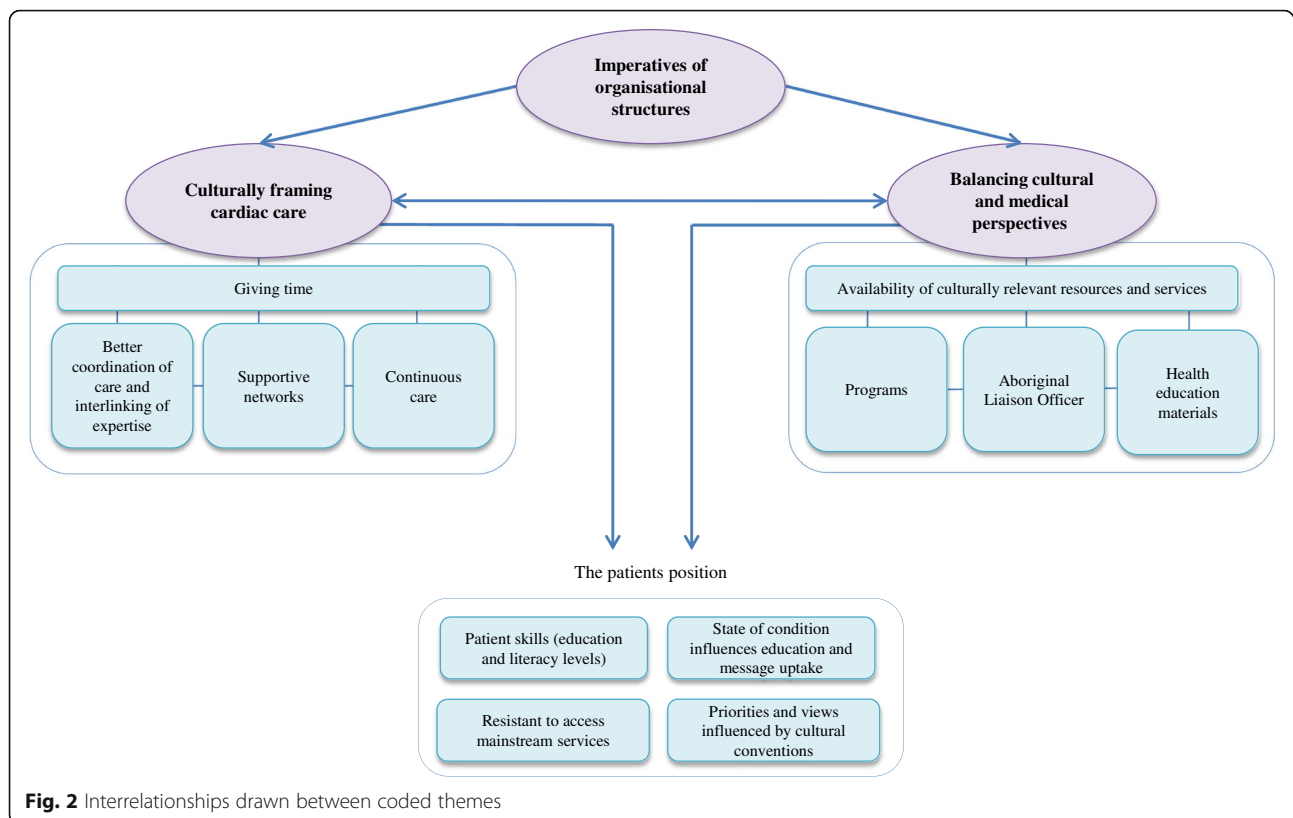 Imperatives of
organisational
structures
Culturally framing
cardiac care
Balancing cultural
and medical
perspectives
Giving time
Better
coordination of
care and
interlinking of
expertise
Supportive
networks
Continuous
care
Availability of culturally relevant resources and services
Programs
Aboriginal
Liaison Officer
Health
education
materials
The patients position
Patient skills (education
and literacy levels)
State of condition
influences education and
message uptake
Resistant to access
mainstream services
Priorities and views
influenced by cultural
conventions
Fig. 2 Interrelationships drawn between coded themes